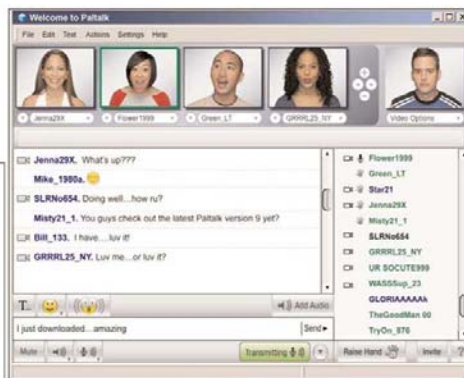 Welcome to Paltalk
File Edit Text Actions Settings Help
Jenna29X
Flower1999
Green_LT
GRRRL25_NY
Video Options
Jenna29X. What's up???
Mike_1980a.
SLRNo654. Doing well...how ru?
Misty21_1. You guys check out the latest Paltalk version 9 yet?
Bill_133. I have....luv it!
GRRRL25_NY. Luv me...or luv it?
Flower1999
Green_LT
Star21
Jenna29X
Misty21_1
SLRNo654
GRRRL25_NY
UR SOCUTE999
WASSSup_23
GLORIAAAAAk
TheGoodMan 00
TryOn_876
T... Add Audio
I just downloaded... amazing Send
Mute Transmitting Raise Hand Invite ?